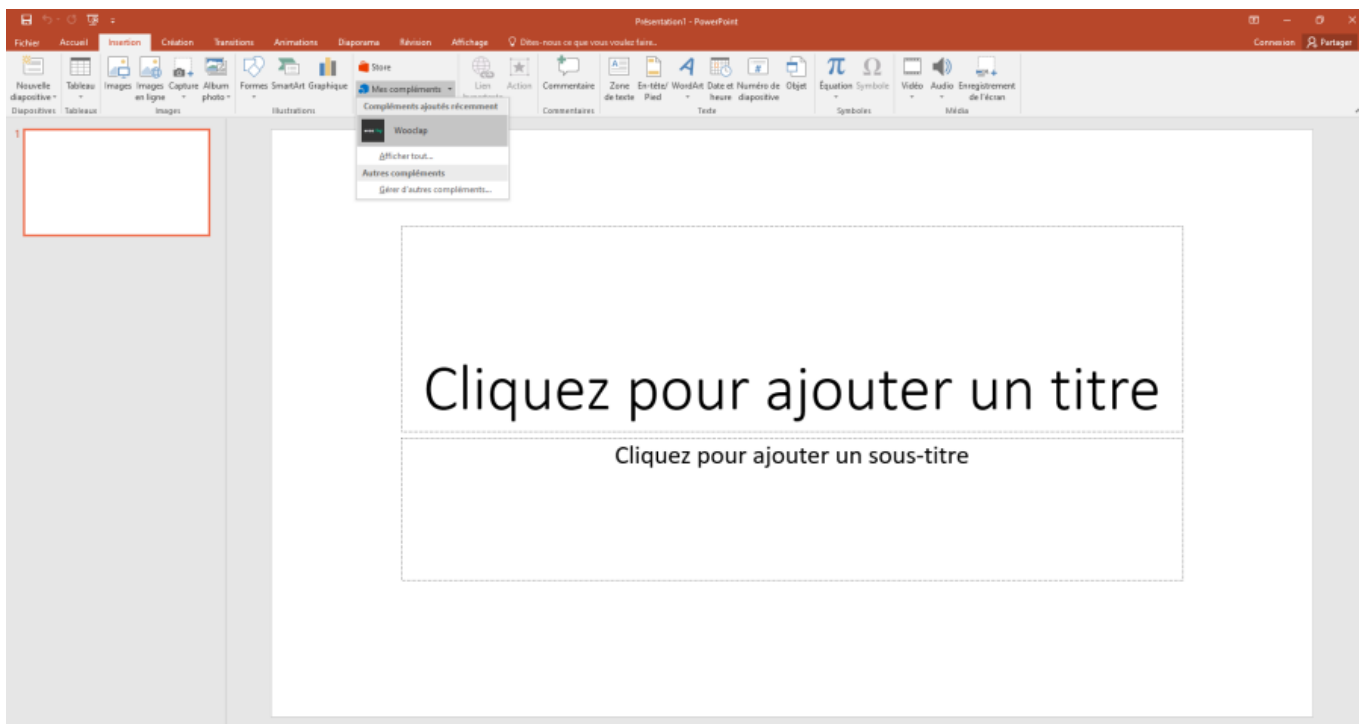 Présentation1 - PowerPoint
Fichier Accueil Insertion Création Transitions Animations Diaporama Révision Affichage Dites-nous ce que vous voulez faire... Connexion Partager
Store
Mes compléments
Nouvelle diapositive
Tableau
Images
Images en ligne
Capture
Album photo
Formes
SmartArt
Graphique
Lien
Action
Commentaire
Zone de texte
En-tête/ Pied
WordArt
Date et heure
Numéro de diapositive
Objet
Équation
Symbole
Vidéo
Audio
Enregistrement de l'écran
Diapositives Tableaux Images Illustrations Commentaires Texte Symboles Média
Compléments ajoutés récemment
Wooclap
Afficher tout...
Autres compléments
Gérer d'autres compléments...
1
Cliquez pour ajouter un titre
Cliquez pour ajouter un sous-titre